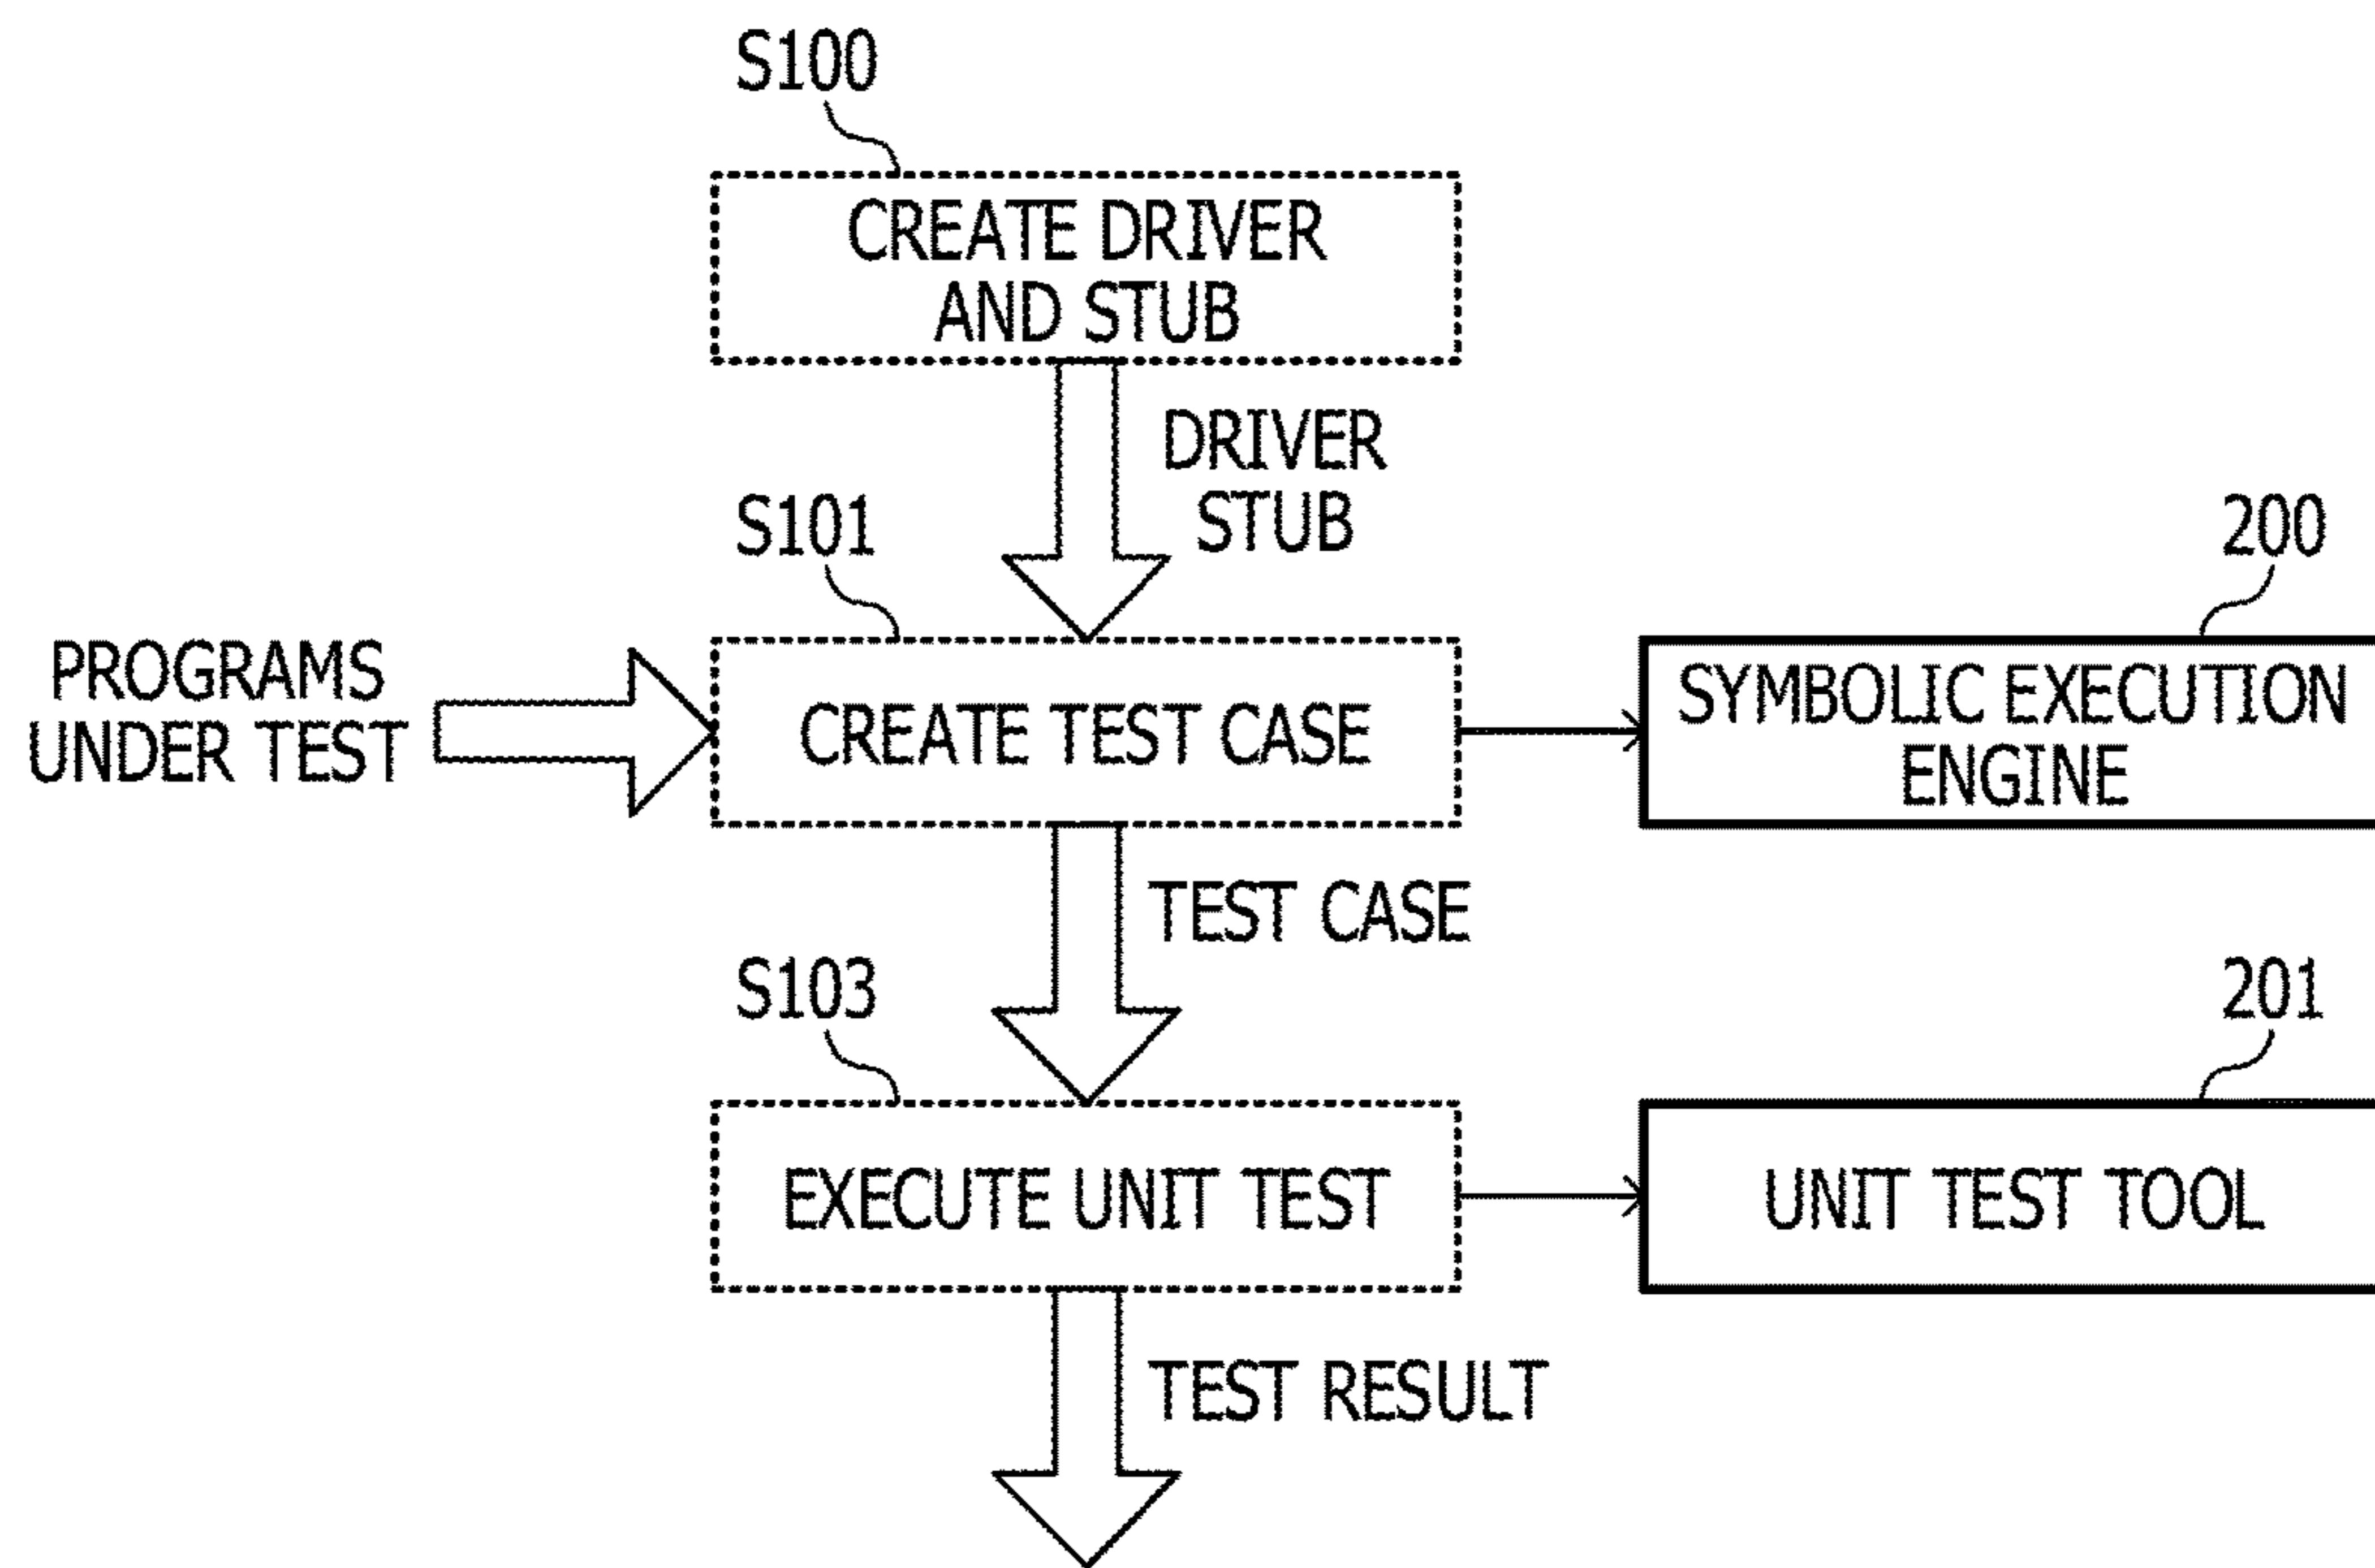 S100
CREATE DRIVER
AND STUB
DRIVER
STUB
S101
200
PROGRAMS
UNDER TEST
CREATE TEST CASE
SYMBOLIC EXECUTION
ENGINE
TEST CASE
S103
201
EXECUTE UNIT TEST
UNIT TEST TOOL
TEST RESULT